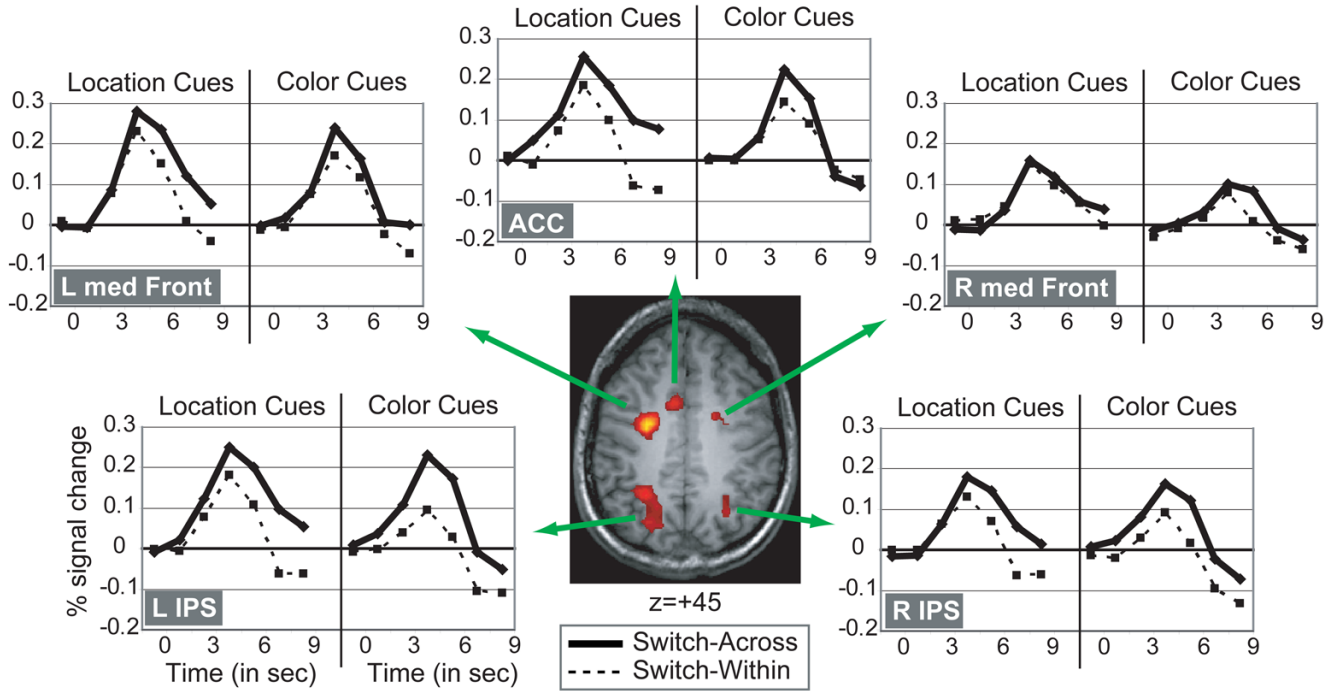 Location Cues Color Cues
0.3
0.2
0.1
0
-0.1
-0.2
ACC
0 3 6 9 0 3 6 9
Location Cues Color Cues
0.3
0.2
0.1
0
-0.1
-0.2
L med Front
0 3 6 9 0 3 6 9
Location Cues Color Cues
0.3
0.2
0.1
0
-0.1
-0.2
R med Front
0 3 6 9 0 3 6 9
Location Cues Color Cues
% signal change
0.3
0.2
0.1
0
-0.1
-0.2
L IPS
0 3 6 9 0 3 6 9
Time (in sec) Time (in sec)
z=+45
Switch-Across
Switch-Within
Location Cues Color Cues
0.3
0.2
0.1
0
-0.1
-0.2
R IPS
0 3 6 9 0 3 6 9